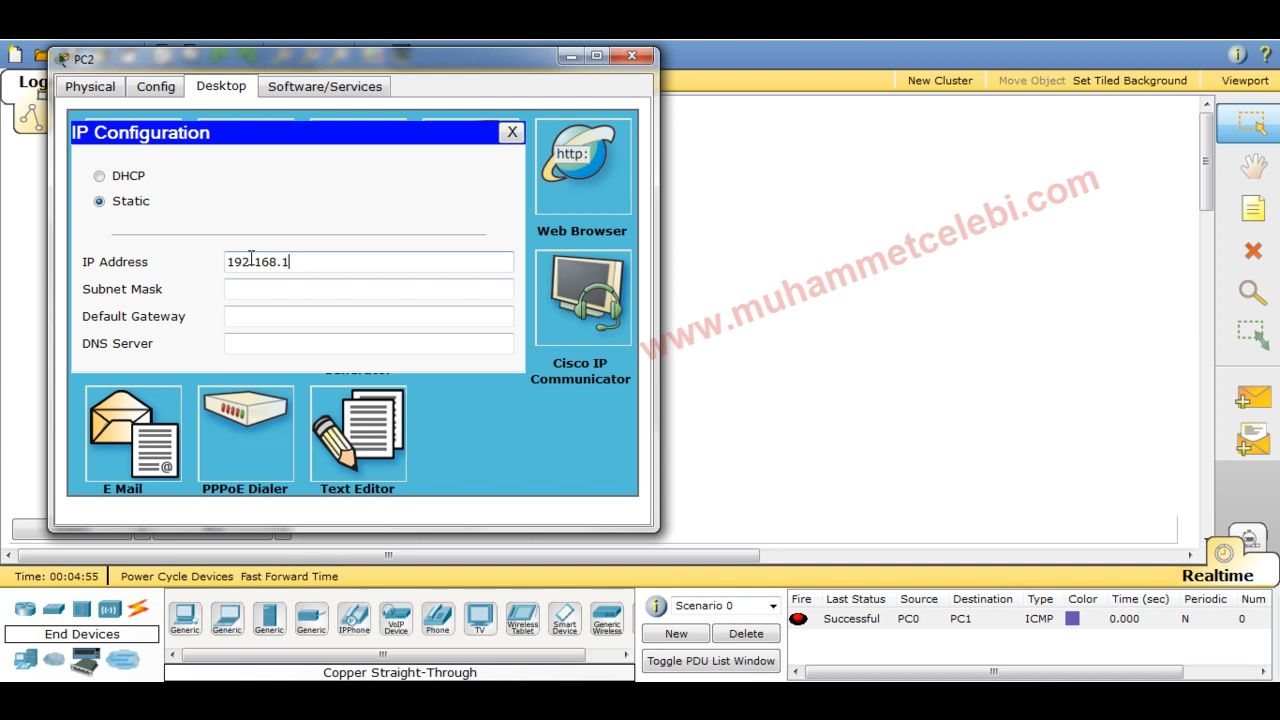 PC2
Log
New Cluster
Move Object
Set Tiled Background
Viewport
Physical
Config
Desktop
Software/Services
IP Configuration
X
http:
DHCP
Static
Web Browser
IP Address
192.168.1
Subnet Mask
Default Gateway
DNS Server
www.muhammetcelebi.com
Cisco IP
Communicator
@
E Mail
PPPoE Dialer
Text Editor
Realtime
Time: 00:04:55
Power Cycle Devices Fast Forward Time
End Devices
Generic
Generic
Generic
Generic
IPPhone
VoIP
Device
Phone
TV
Wireless
Tablet
Smart
Device
Generic
Wireless
Copper Straight-Through
Scenario 0
New
Delete
Toggle PDU List Window
Fire Last Status Source Destination Type Color Time (sec) Periodic Num
Successful PC0 PC1 ICMP 0.000 N 0